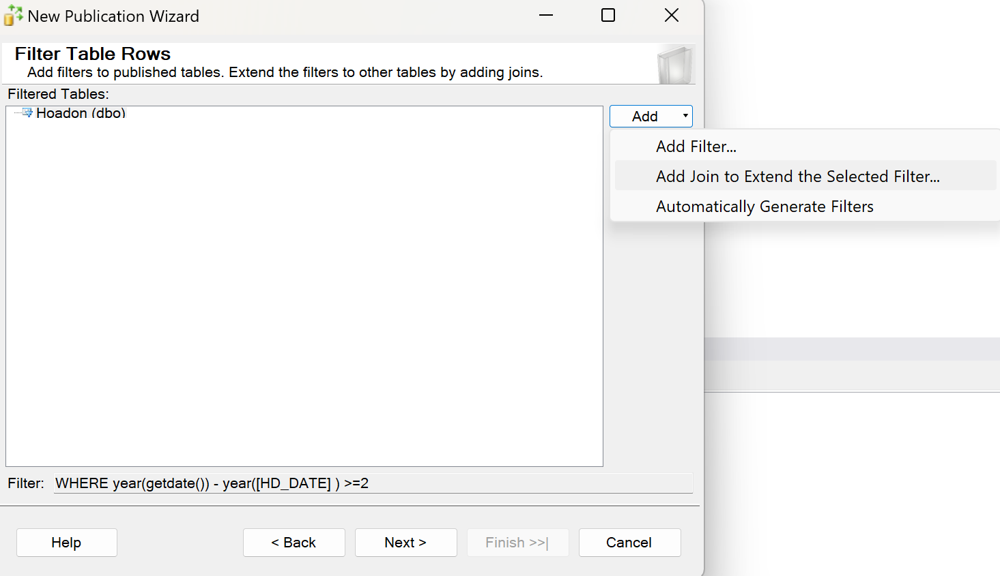 New Publication Wizard
Filter Table Rows
Add filters to published tables. Extend the filters to other tables by adding joins.
Filtered Tables:
Hoadon (dbo)
Add
Add Filter...
Add Join to Extend the Selected Filter...
Automatically Generate Filters
Filter: WHERE year(getdate()) - year([HD_DATE] ) >=2
Help
< Back
Next >
Finish >>|
Cancel